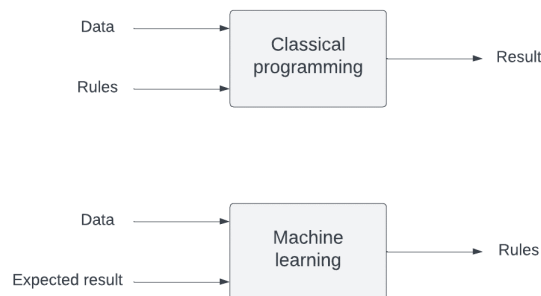 Data
Classical
programming
Result
Rules
Data
Machine
learning
Rules
Expected result